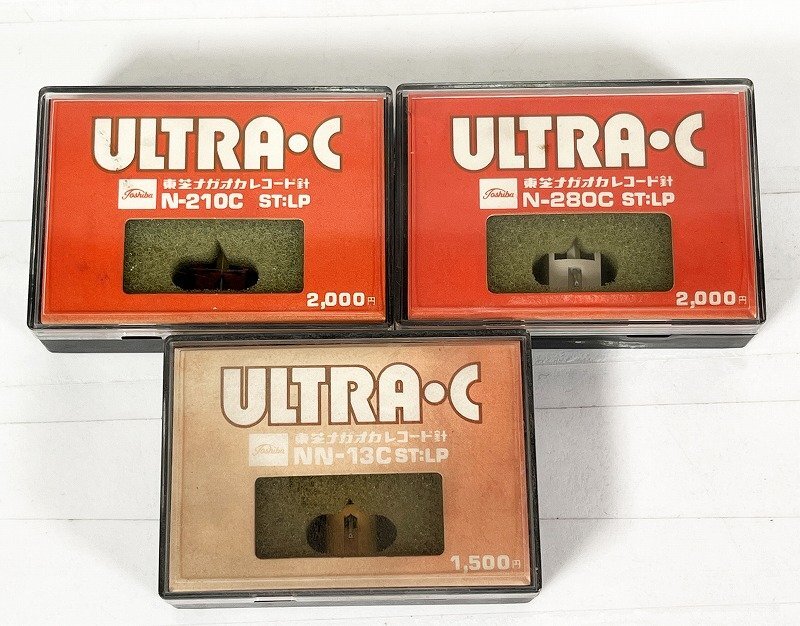 ULTRA•C
東芝ナガオカレコード針
Toshiba
N-210C ST:LP
2,000円
ULTRA•C
東芝ナガオカレコード針
Toshiba
N-280C ST:LP
2,000円
ULTRA•C
東芝ナガオカレコード針
Toshiba
NN-13C ST:LP
1,500円